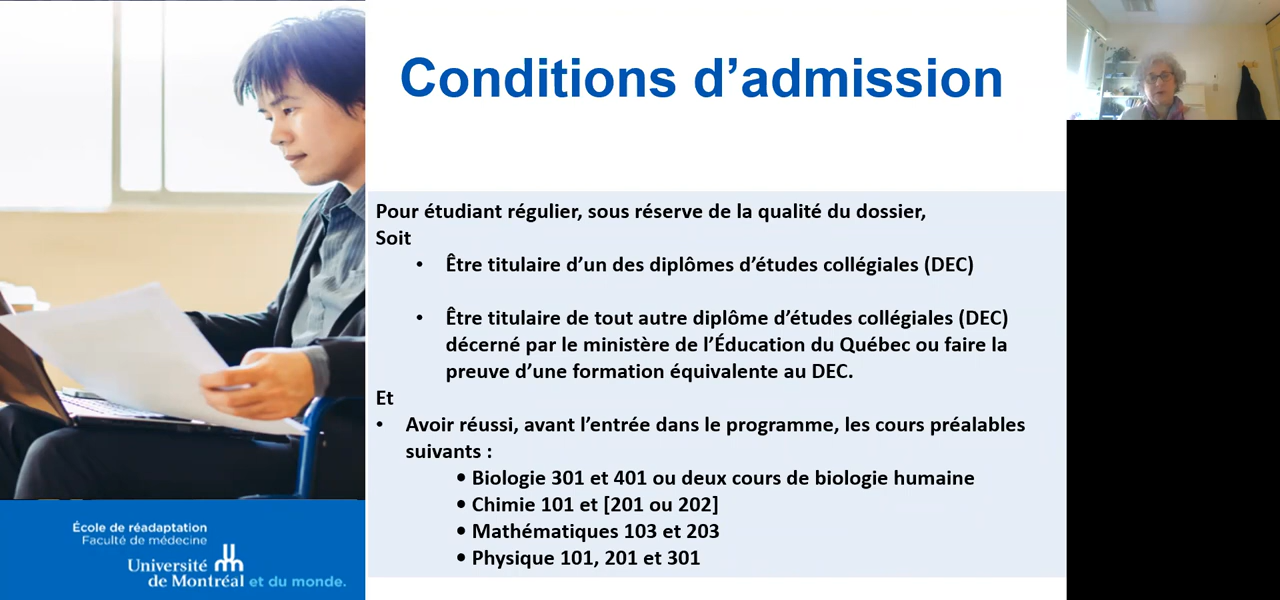 Conditions d’admission
Pour étudiant régulier, sous réserve de la qualité du dossier,
Soit
• Être titulaire d’un des diplômes d’études collégiales (DEC)
• Être titulaire de tout autre diplôme d’études collégiales (DEC)
décerné par le ministère de l’Éducation du Québec ou faire la
preuve d’une formation équivalente au DEC.
Et
• Avoir réussi, avant l’entrée dans le programme, les cours préalables
suivants :
• Biologie 301 et 401 ou deux cours de biologie humaine
• Chimie 101 et [201 ou 202]
• Mathématiques 103 et 203
• Physique 101, 201 et 301
École de réadaptation
Faculté de médecine
Université
de Montréal et du monde.